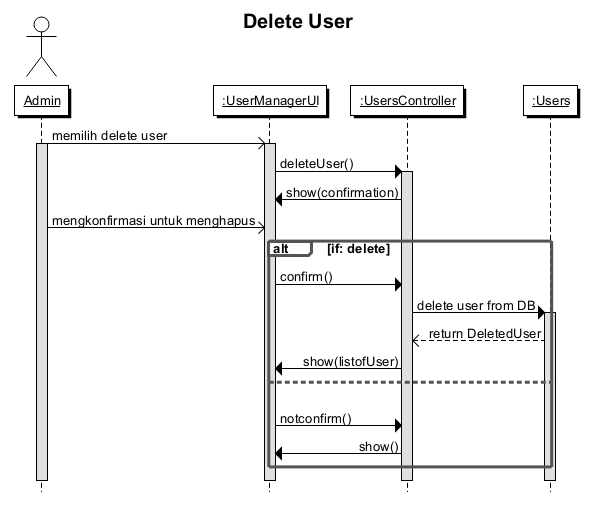 Delete User
Admin
:UserManagerUI
:UsersController
:Users
memilih delete user
deleteUser()
show(confirmation)
mengkonfirmasi untuk menghapus
alt
[if: delete]
confirm()
delete user from DB
return DeletedUser
show(listofUser)
notconfirm()
show()